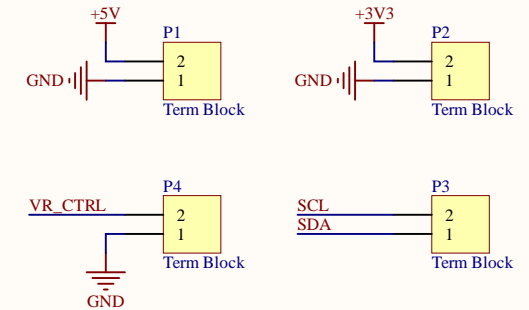 +5V
P1
2
GND
1
Term Block
+3V3
P2
2
GND
1
Term Block
P4
VR_CTRL
2
1
Term Block
GND
P3
SCL
2
SDA
1
Term Block